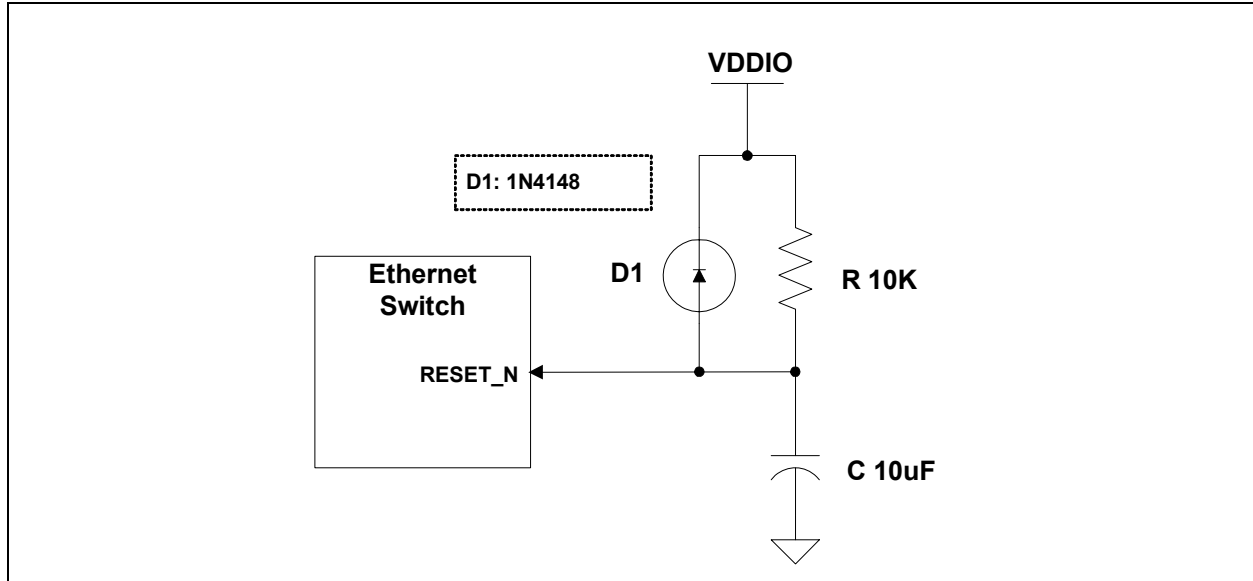 VDDIO
D1: 1N4148
Ethernet
Switch
D1
R 10K
RESET_N
C 10uF